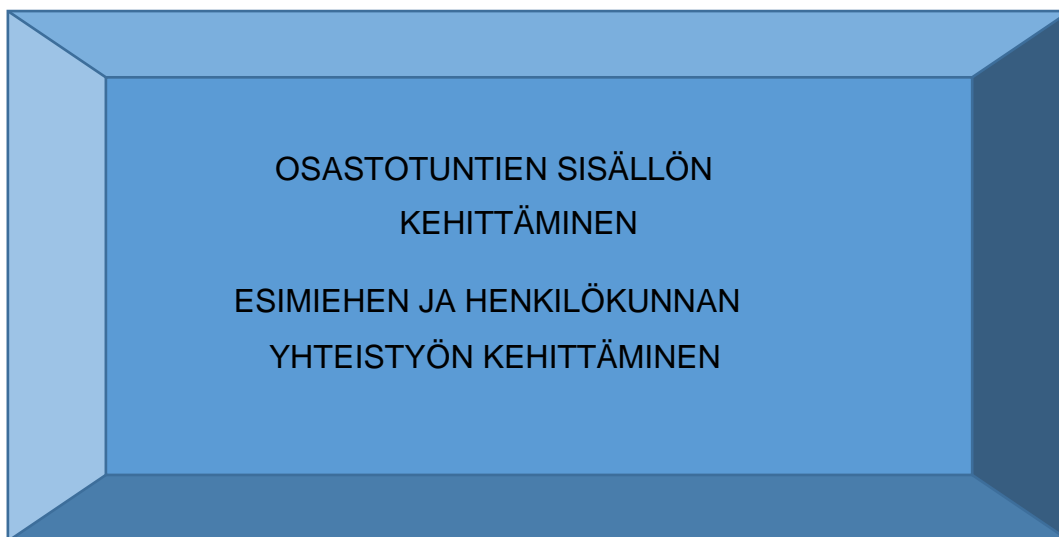 OSASTOTUNTIEN SISÄLLÖN
KEHITTÄMINEN
ESIMIEHEN JA HENKILÖKUNNAN
YHTEISTYÖN KEHITTÄMINEN